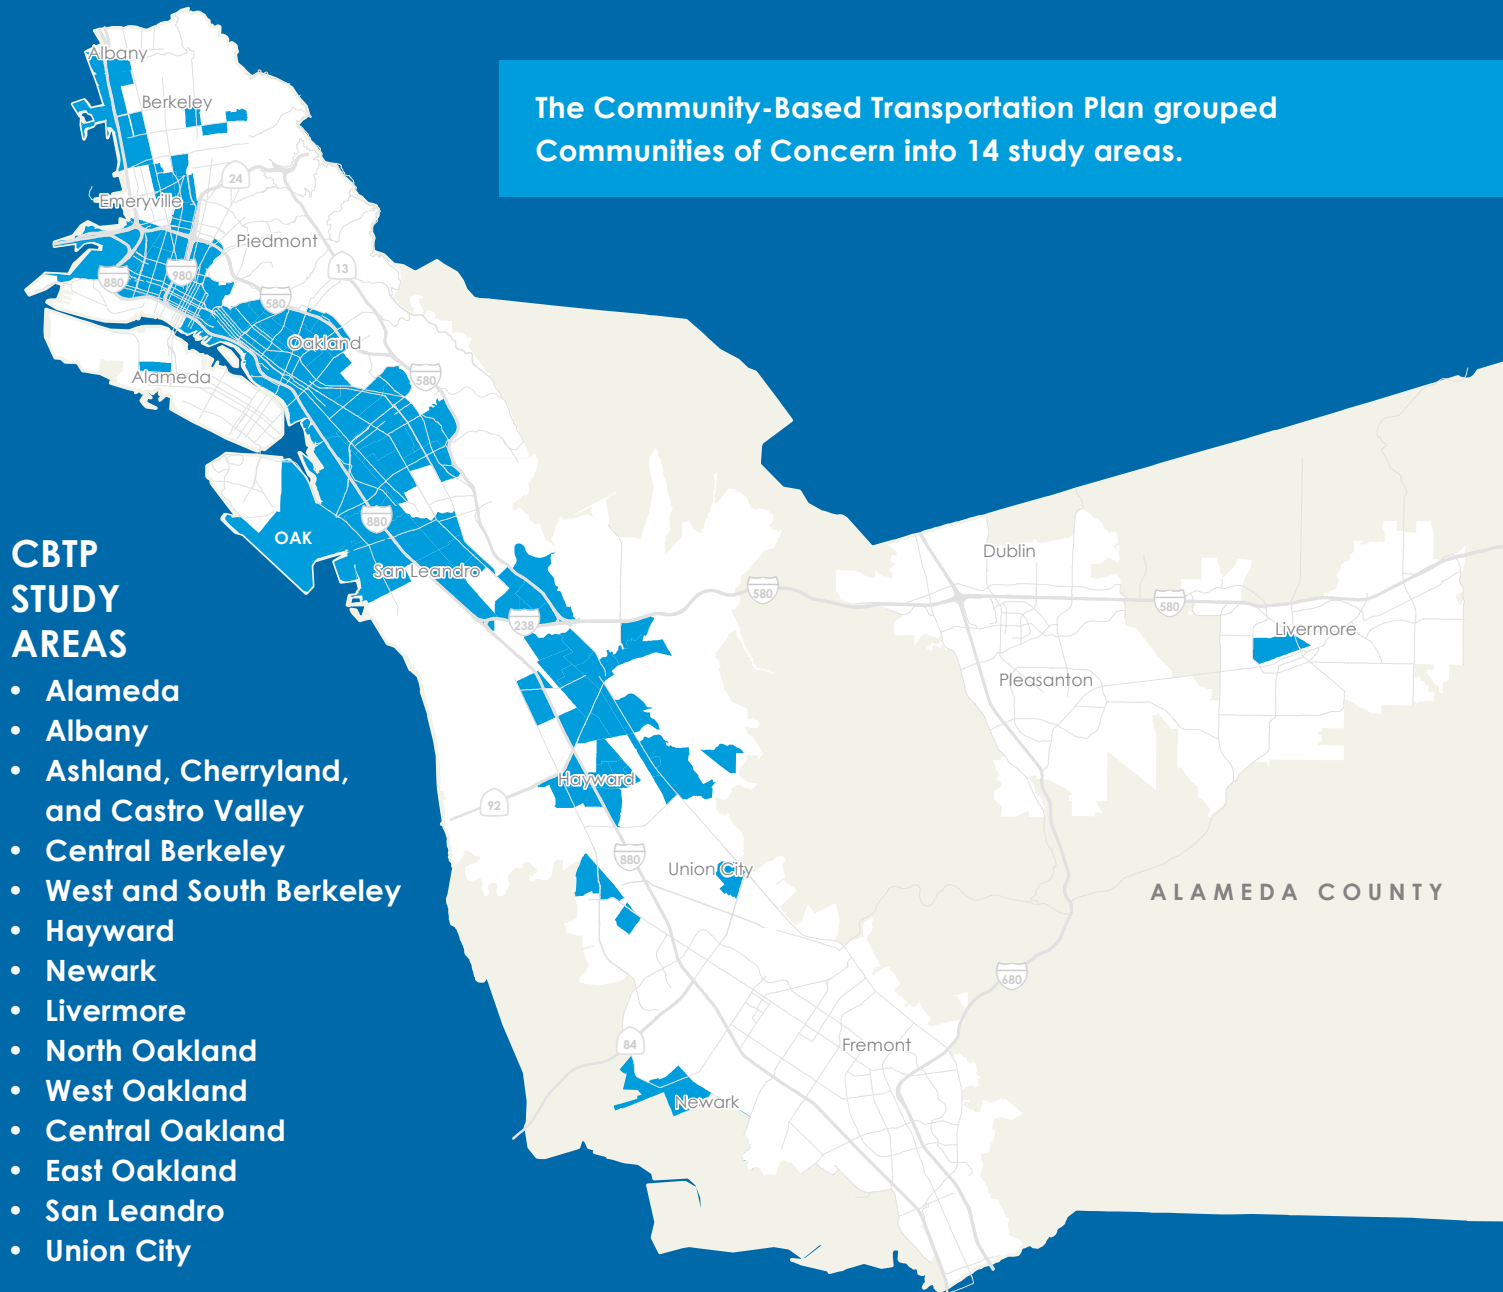 The Community-Based Transportation Plan grouped
Communities of Concern into 14 study areas.
Albany
Berkeley
24
Emeryville
Piedmont
13
880
980
580
Oakland
Alameda
580
880
OAK
San Leandro
238
580
Dublin
580
Livermore
Pleasanton
Hayward
92
880
Union City
ALAMEDA COUNTY
680
84
Fremont
Newark
CBTP
STUDY
AREAS
• Alameda
• Albany
• Ashland, Cherryland,
and Castro Valley
• Central Berkeley
• West and South Berkeley
• Hayward
• Newark
• Livermore
• North Oakland
• West Oakland
• Central Oakland
• East Oakland
• San Leandro
• Union City